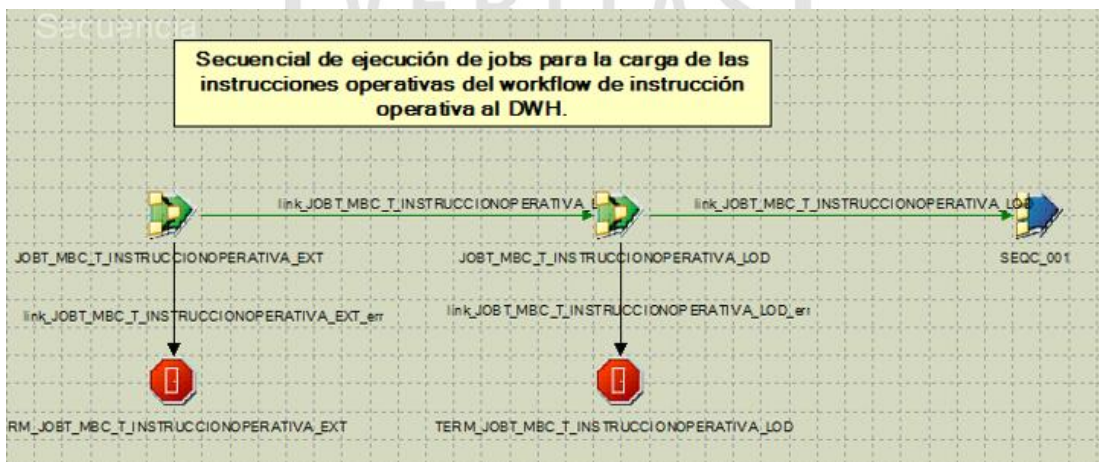 Secuencia
Secuencial de ejecución de jobs para la carga de las
instrucciones operativas del workflow de instrucción
operativa al DWH.
link_JOBT_MBC_T_INSTRUCCIONOPERATIVA_L
link_JOBT_MBC_T_INSTRUCCIONOPERATIVA_LOD
JOBT_MBC_T_INSTRUCCIONOPERATIVA_EXT
JOBT_MBC_T_INSTRUCCIONOPERATIVA_LOD
SEQC_001
link_JOBT_MBC_T_INSTRUCCIONOPERATIVA_EXT_err
link_JOBT_MBC_T_INSTRUCCIONOPERATIVA_LOD_err
RM_JOBT_MBC_T_INSTRUCCIONOPERATIVA_EXT
TERM_JOBT_MBC_T_INSTRUCCIONOPERATIVA_LOD